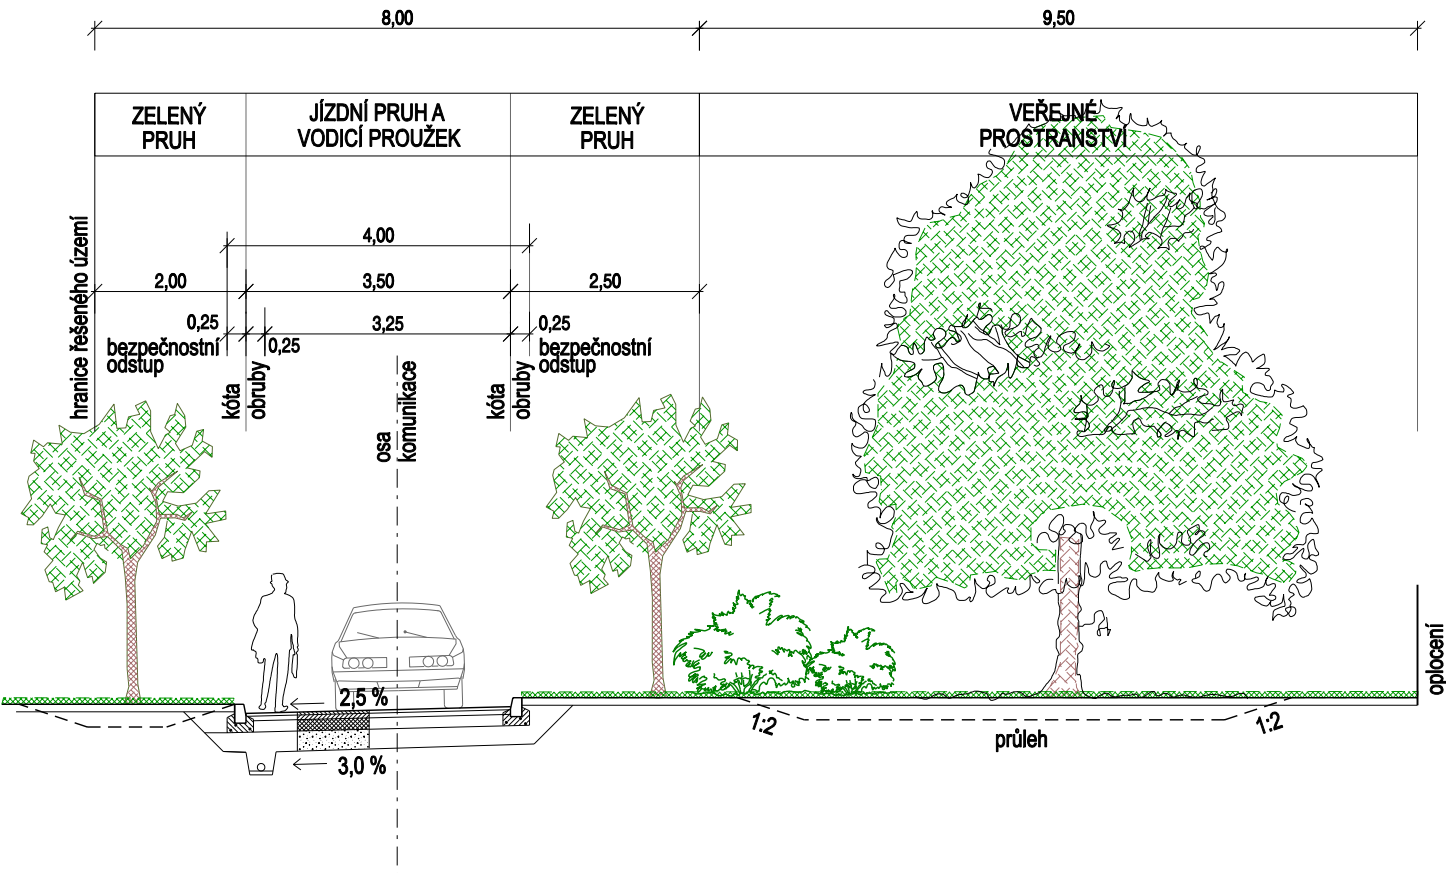 8,00
9,50
ZELENÝ
PRUH
JÍZDNÍ PRUH A
VODICÍ PROUŽEK
ZELENÝ
PRUH
VEŘEJNÉ
PROSTRANSTVÍ
hranice řešeného území
4,00
2,00
3,50
2,50
0,25
3,25
0,25
0,25
bezpečnostní
odstup
bezpečnostní
odstup
kóta
obruby
kóta
obruby
osa
komunikace
2,5 %
3,0 %
1:2
průleh
1:2
oplocení